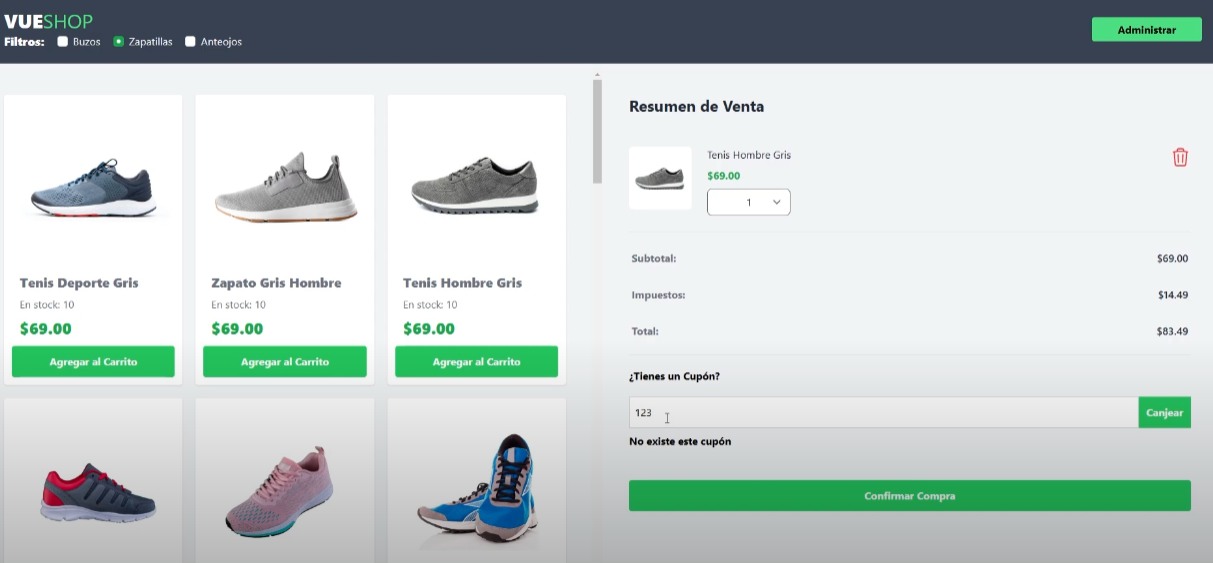 VUESHOP
Filtros: Buzos Zapatillas Anteojos
Administrar
Tenis Deporte Gris
En stock: 10
$69.00
Agregar al Carrito
Zapato Gris Hombre
En stock: 10
$69.00
Agregar al Carrito
Tenis Hombre Gris
En stock: 10
$69.00
Agregar al Carrito
Resumen de Venta
Tenis Hombre Gris
$69.00
1
Subtotal: $69.00
Impuestos: $14.49
Total: $83.49
¿Tienes un Cupón?
123
Canjear
No existe este cupón
Confirmar Compra